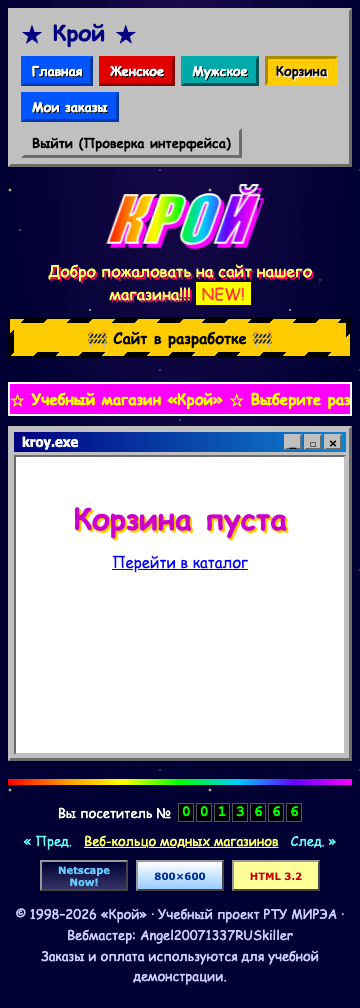 ★ Крой ★
Главная Женское Мужское Корзина
Мои заказы
Выйти (Проверка интерфейса)
КРОЙ
Добро пожаловать на сайт нашего
магазина!!! NEW!
🚧 Сайт в разработке 🚧
☆ Учебный магазин «Крой» ☆ Выберите раз
kroy.exe
Корзина пуста
Перейти в каталог
Вы посетитель № 0013666
« Пред. Веб-кольцо модных магазинов След. »
Netscape
Now!
800×600
HTML 3.2
© 1998–2026 «Крой» · Учебный проект РТУ МИРЭА ·
Вебмастер: Angel20071337RUSkiller
Заказы и оплата используются для учебной
демонстрации.